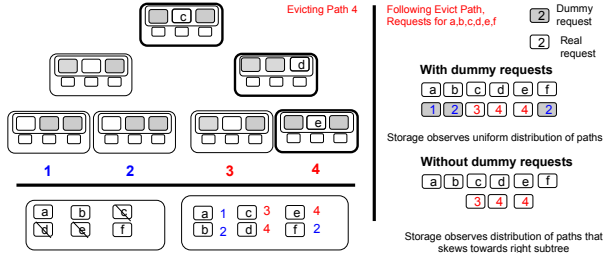 Evicting Path 4
c
d
e
1 2 3 4
a b c
d e f
a 1 c 3 e 4
b 2 d 4 f 2
Following Evict Path,
Requests for a,b,c,d,e,f
2 Dummy
request
2 Real
request
With dummy requests
a b c d e f
1 2 3 4 4 2
Storage observes uniform distribution of paths
Without dummy requests
a b c d e f
3 4 4
Storage observes distribution of paths that
skews towards right subtree